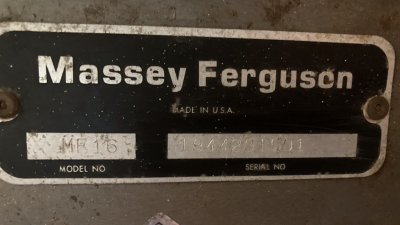 Massey Ferguson
MADE IN U.S.A.
MF16
MODEL NO
SERIAL NO